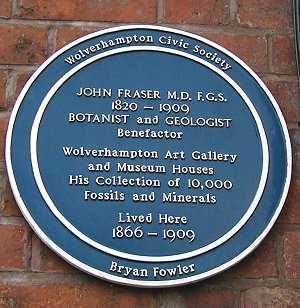 Wolverhampton Civic Society
JOHN FRASER M.D. F.G.S.
1820 – 1909
BOTANIST and GEOLOGIST
Benefactor
Wolverhampton Art Gallery
and Museum Houses
His Collection of 10,000
Fossils and Minerals
Lived Here
1866 – 1909
Bryan Fowler